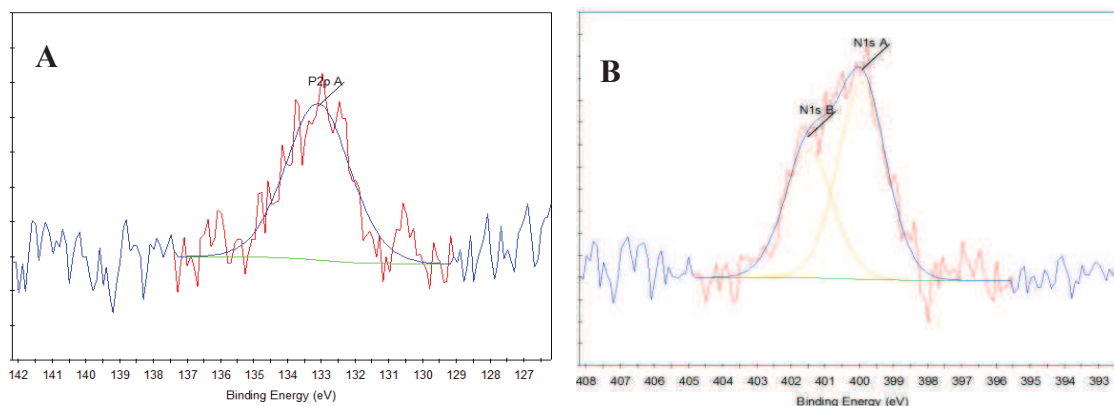 A
P2p A
142 141 140 139 138 137 136 135 134 133 132 131 130 129 128 127
Binding Energy (eV)
B
N1s A
N1s B
408 407 406 405 404 403 402 401 400 399 398 397 396 395 394 393
Binding Energy (eV)